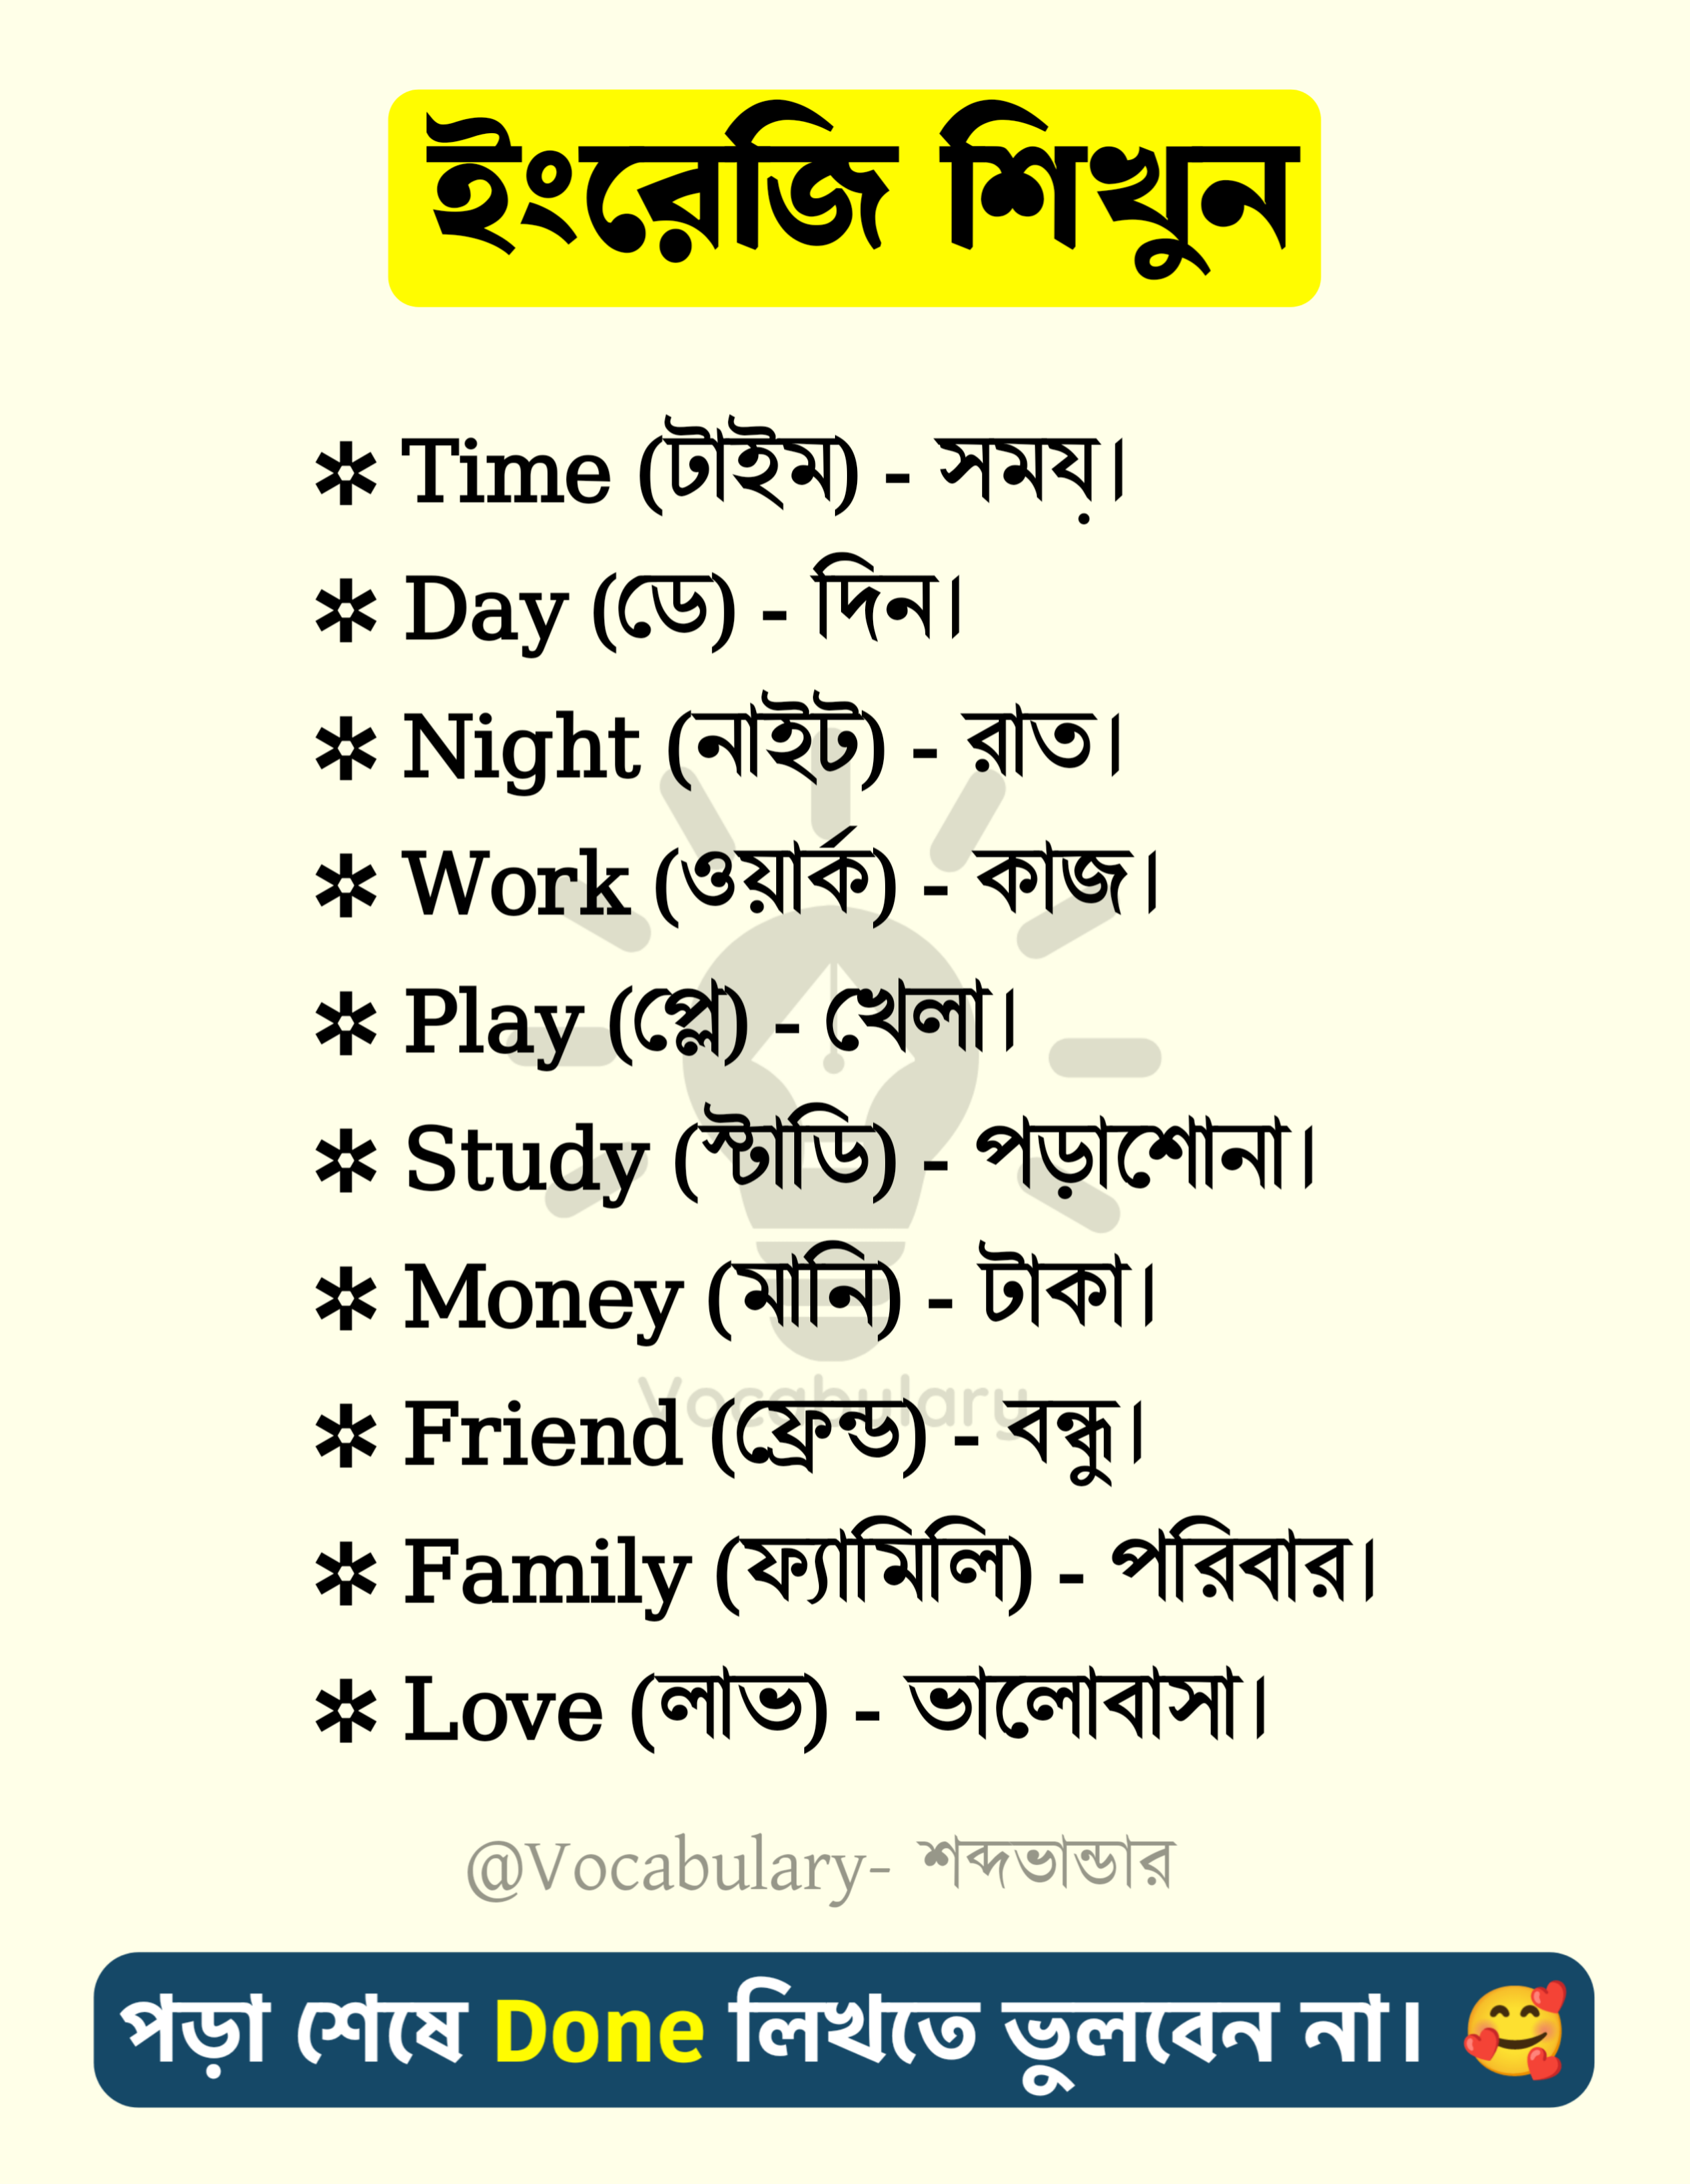 ইংরেজি শিখুন
* Time (টাইম) - সময়।
* Day (ডে) - দিন।
* Night (নাইট) - রাত।
* Work (ওয়ার্ক) - কাজ।
* Play (প্লে) - খেলা।
* Study (স্টাডি) - পড়াশোনা।
* Money (মানি) - টাকা।
Vocabulary
* Friend (ফ্রেন্ড) - বন্ধু।
* Family (ফ্যামিলি) - পরিবার।
* Love (লাভ) - ভালোবাসা।
@Vocabulary- শব্দভান্ডার
পড়া শেষে Done লিখতে ভুলবেন না। 🥰